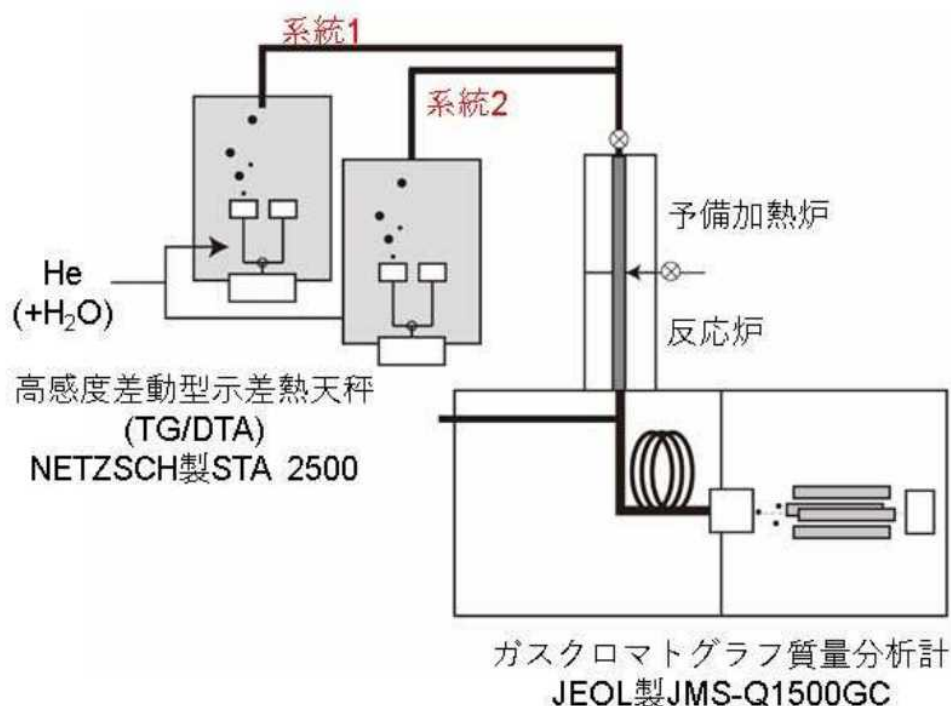 系統1
系統2
予備加熱炉
He
(+H₂O)
反応炉
高感度差動型示差熱天秤
(TG/DTA)
NETZSCH製STA 2500
ガスクロマトグラフ質量分析計
JEOL製JMS-Q1500GC